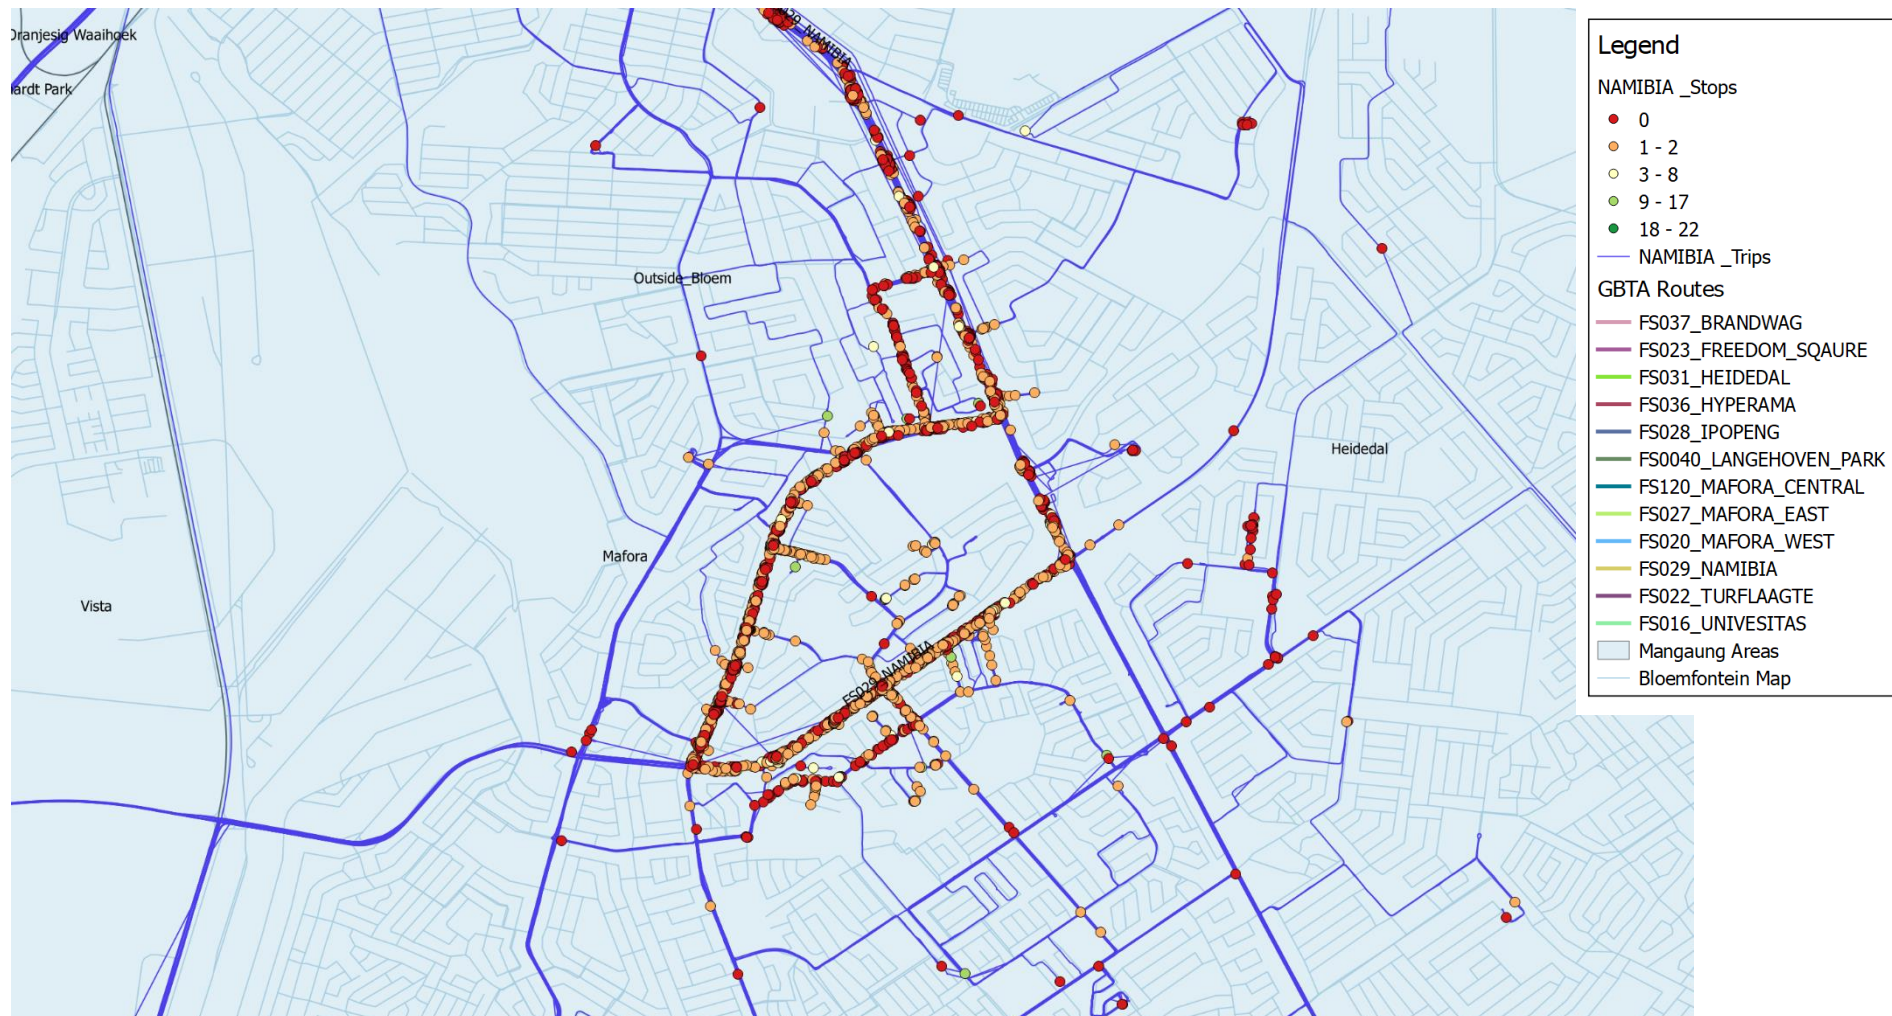 Oranjesig Waaihoek
ardt Park
29_NAMIBIA
Outside_Bloem
Heidedal
Mafora
Vista
FS029_NAMIBIA
Legend
NAMIBIA _Stops
0
1 - 2
3 - 8
9 - 17
18 - 22
NAMIBIA _Trips
GBTA Routes
FS037_BRANDWAG
FS023_FREEDOM_SQAURE
FS031_HEIDEDAL
FS036_HYPERAMA
FS028_IPOPENG
FS0040_LANGEHOVEN_PARK
FS120_MAFORA_CENTRAL
FS027_MAFORA_EAST
FS020_MAFORA_WEST
FS029_NAMIBIA
FS022_TURFLAAGTE
FS016_UNIVESITAS
Mangaung Areas
Bloemfontein Map